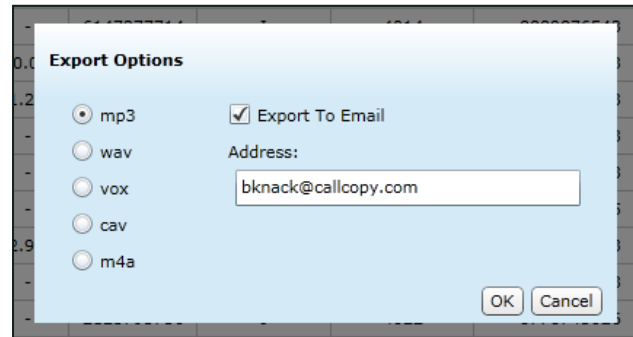 Export Options
mp3
Export To Email
wav
Address:
vox
bknack@callcopy.com
cav
m4a
OK Cancel